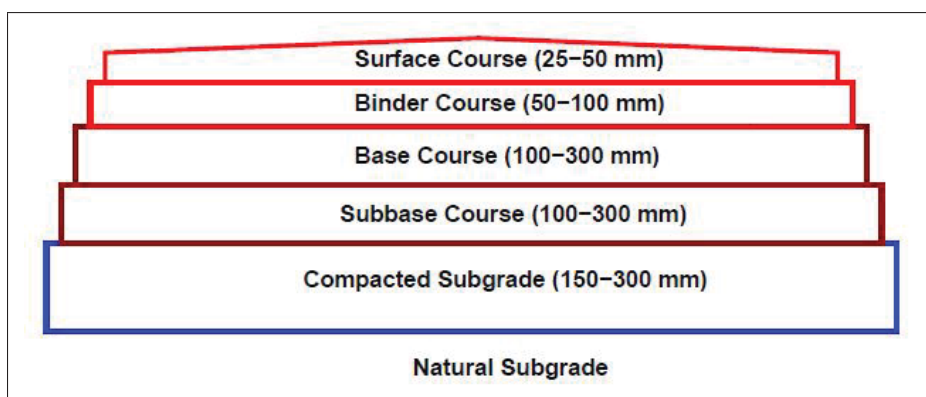 Surface Course (25−50 mm)
Binder Course (50−100 mm)
Base Course (100−300 mm)
Subbase Course (100−300 mm)
Compacted Subgrade (150−300 mm)
Natural Subgrade